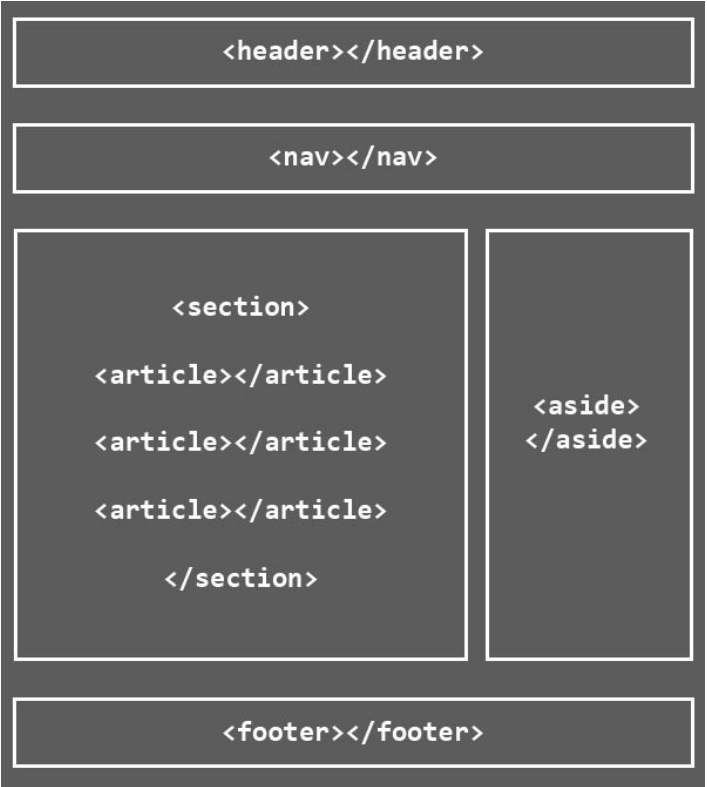 <header></header>
<nav></nav>
<section>
<article></article>
<article></article>
<article></article>
</section>
<aside>
</aside>
<footer></footer>